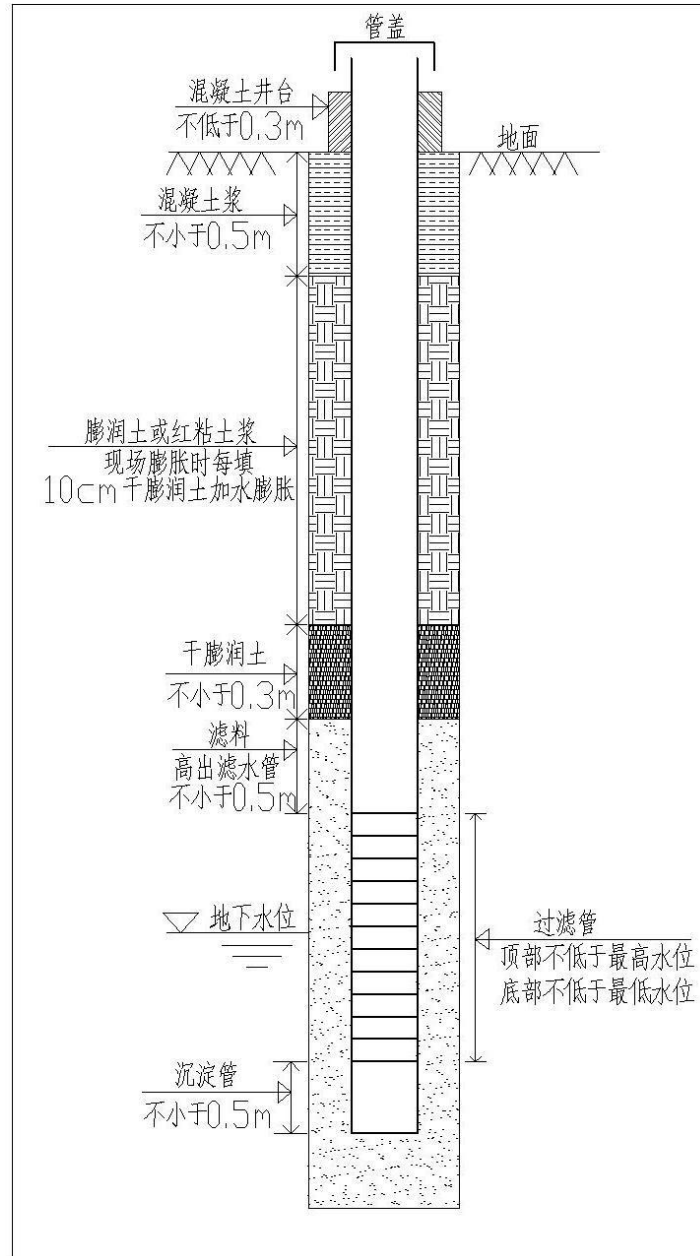 管盖
混凝土井台
不低于0.3m
地面
混凝土浆
不小于0.5m
膨润土或红粘土浆
现场膨胀时每填
10cm干膨润土加水膨胀
干膨润土
不小于0.3m
滤料
高出滤水管
不小于0.5m
地下水位
过滤管
顶部不低于最高水位
底部不低于最低水位
沉淀管
不小于0.5m